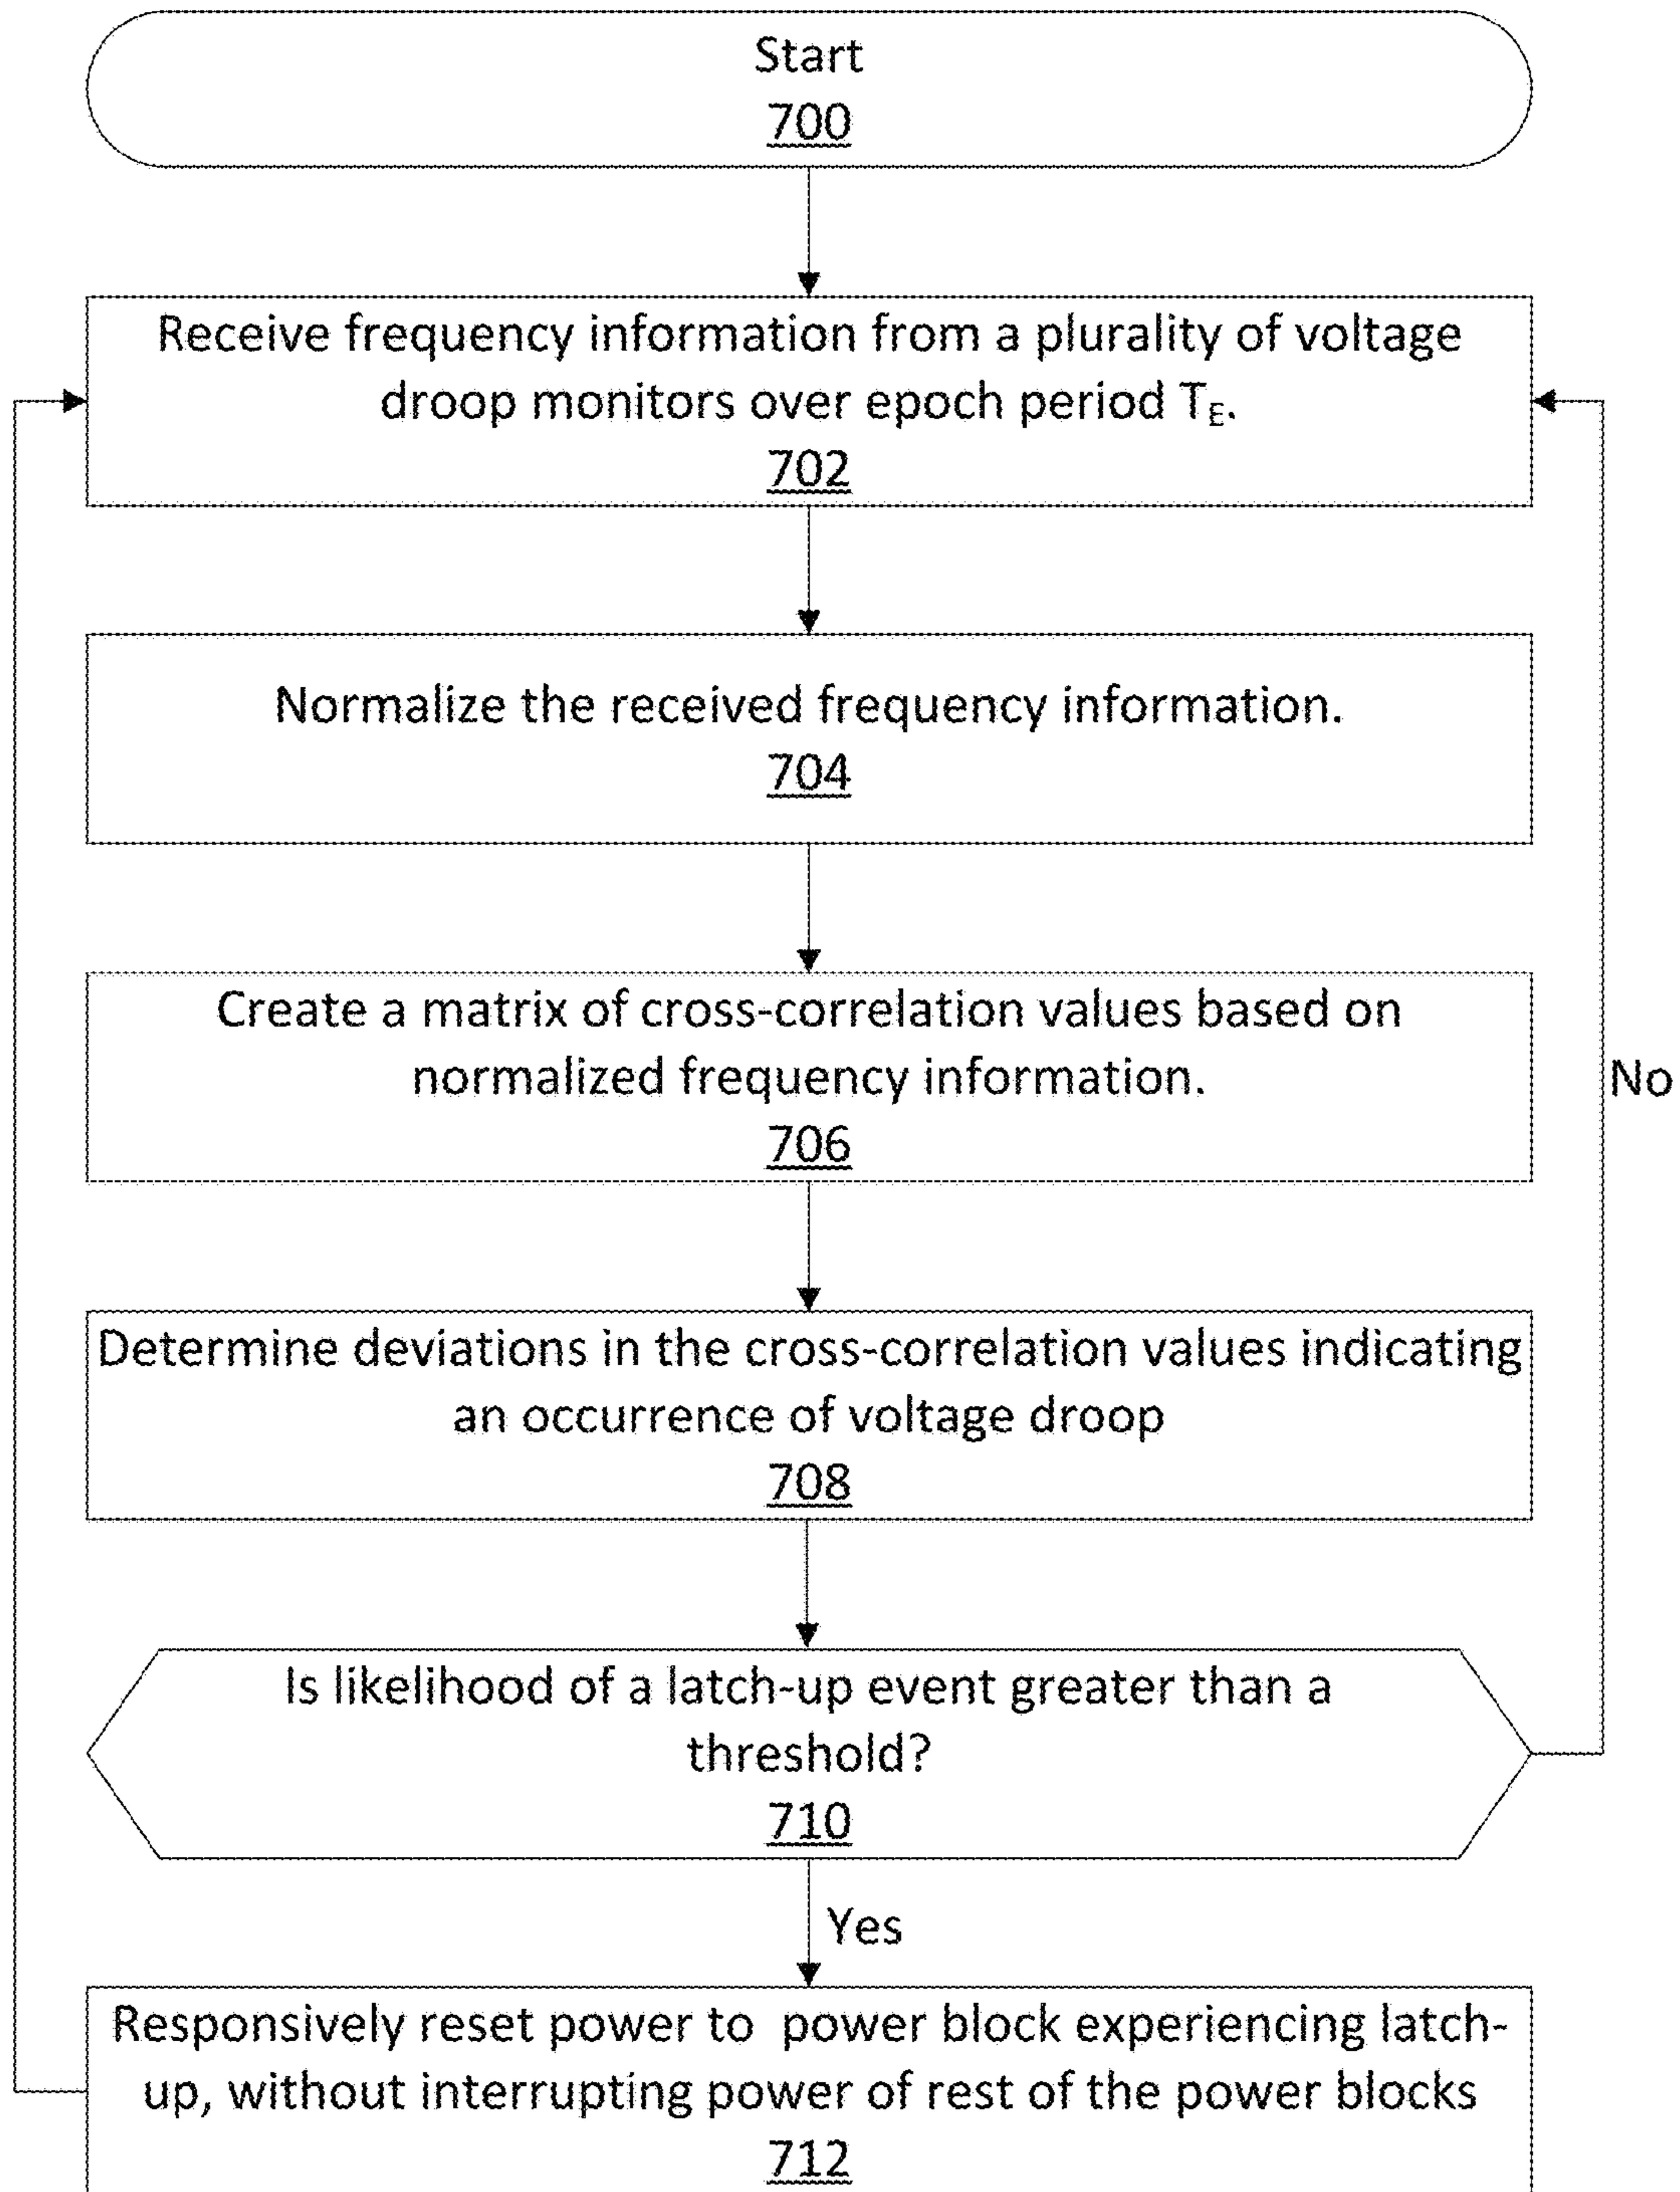 Start
700
Receive frequency information from a plurality of voltage
droop monitors over epoch period TE.
702
Normalize the received frequency information.
704
Create a matrix of cross-correlation values based on
normalized frequency information.
706
No
Determine deviations in the cross-correlation values indicating
an occurrence of voltage droop
708
Is likelihood of a latch-up event greater than a
threshold?
710
Yes
Responsively reset power to power block experiencing latch-
up, without interrupting power of rest of the power blocks
712